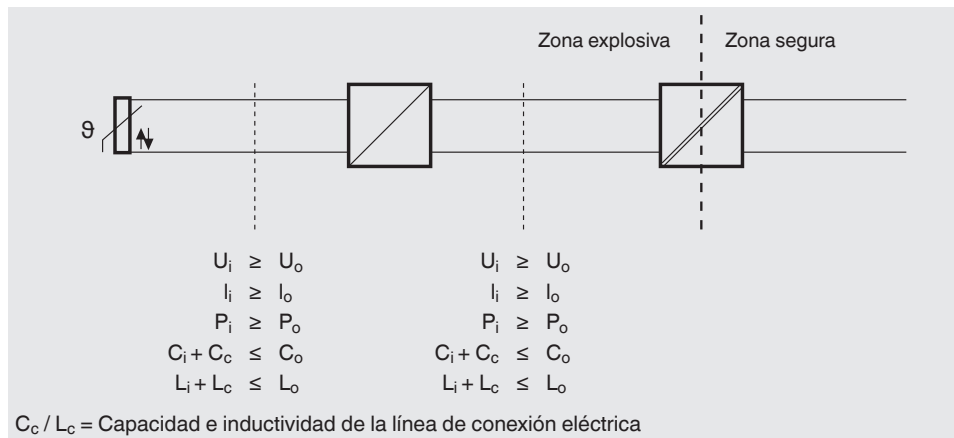 Zona explosiva Zona segura
ϑ
Uᵢ ≥ Uₒ Uᵢ ≥ Uₒ
Iᵢ ≥ Iₒ Iᵢ ≥ Iₒ
Pᵢ ≥ Pₒ Pᵢ ≥ Pₒ
Cᵢ + C꜀ ≤ Cₒ Cᵢ + C꜀ ≤ Cₒ
Lᵢ + L꜀ ≤ Lₒ Lᵢ + L꜀ ≤ Lₒ
C꜀ / L꜀ = Capacidad e inductividad de la línea de conexión eléctrica